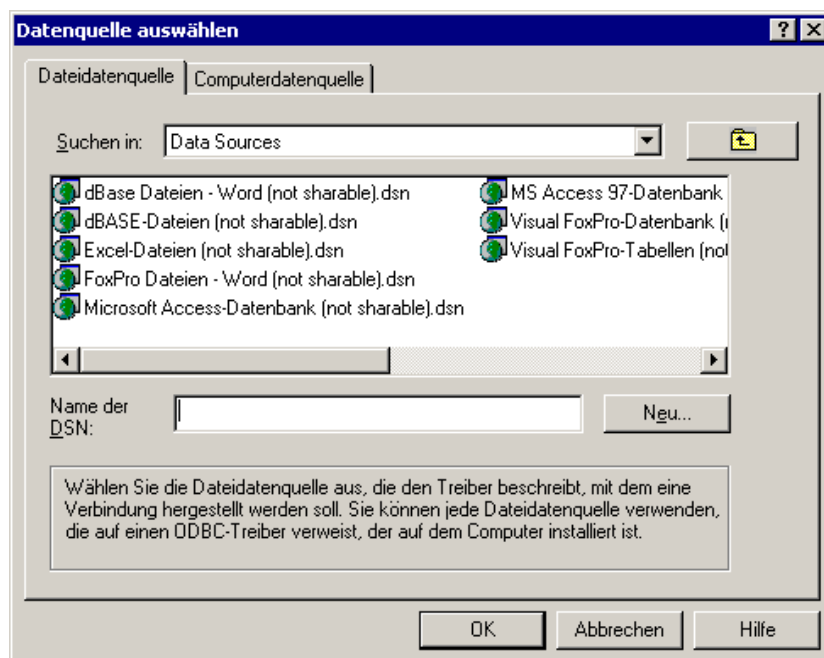 Datenquelle auswählen
Dateidatenquelle
Computerdatenquelle
Suchen in:
Data Sources
dBase Dateien - Word (not sharable).dsn
dBASE-Dateien (not sharable).dsn
Excel-Dateien (not sharable).dsn
FoxPro Dateien - Word (not sharable).dsn
Microsoft Access-Datenbank (not sharable).dsn
MS Access 97-Datenbank
Visual FoxPro-Datenbank (
Visual FoxPro-Tabellen (not
Name der
DSN:
Neu...
Wählen Sie die Dateidatenquelle aus, die den Treiber beschreibt, mit dem eine
Verbindung hergestellt werden soll. Sie können jede Dateidatenquelle verwenden,
die auf einen ODBC-Treiber verweist, der auf dem Computer installiert ist.
OK
Abbrechen
Hilfe